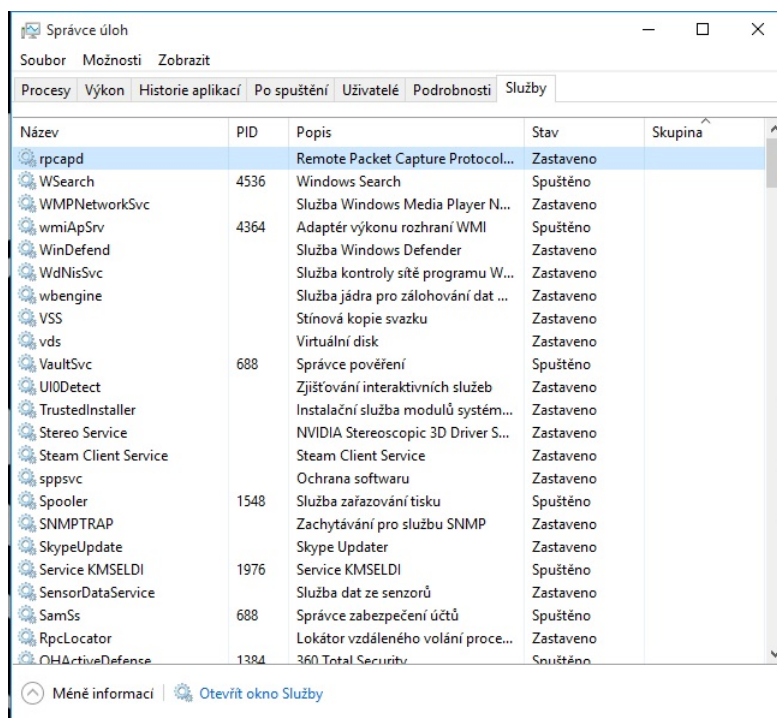 Správce úloh
Soubor Možnosti Zobrazit
Procesy Výkon Historie aplikací Po spuštění Uživatelé Podrobnosti Služby
Název PID Popis Stav Skupina
rpcapd Remote Packet Capture Protocol... Zastaveno
WSearch 4536 Windows Search Spuštěno
WMPNetworkSvc Služba Windows Media Player N... Zastaveno
wmiApSrv 4364 Adaptér výkonu rozhraní WMI Spuštěno
WinDefend Služba Windows Defender Zastaveno
WdNisSvc Služba kontroly sítě programu W... Zastaveno
wbengine Služba jádra pro zálohování dat ... Zastaveno
VSS Stínová kopie svazku Zastaveno
vds Virtuální disk Zastaveno
VaultSvc 688 Správce pověření Spuštěno
UI0Detect Zjišťování interaktivních služeb Zastaveno
TrustedInstaller Instalační služba modulů systém... Zastaveno
Stereo Service NVIDIA Stereoscopic 3D Driver S... Zastaveno
Steam Client Service Steam Client Service Zastaveno
sppsvc Ochrana softwaru Zastaveno
Spooler 1548 Služba zařazování tisku Spuštěno
SNMPTRAP Zachytávání pro službu SNMP Zastaveno
SkypeUpdate Skype Updater Zastaveno
Service KMSELDI 1976 Service KMSELDI Spuštěno
SensorDataService Služba dat ze senzorů Zastaveno
SamSs 688 Správce zabezpečení účtů Spuštěno
RpcLocator Lokátor vzdáleného volání proce... Zastaveno
QHActiveDefense 1384 360 Total Security Spuštěno
Méně informací Otevřít okno Služby